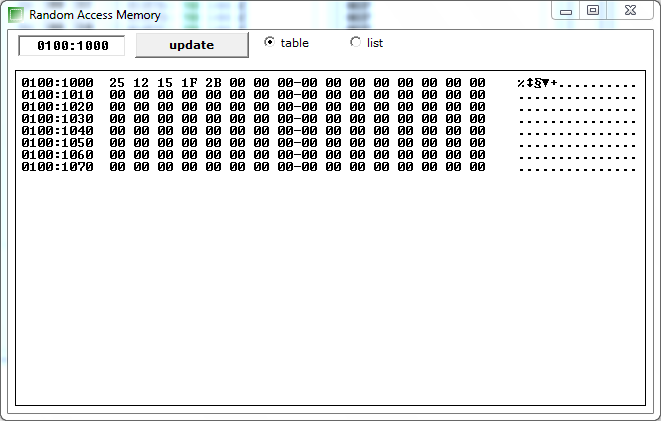 Random Access Memory
0100:1000 update table list
0100:1000 25 12 15 1F 2B 00 00 00-00 00 00 00 00 00 00 00 %↕§▼+...........
0100:1010 00 00 00 00 00 00 00 00-00 00 00 00 00 00 00 00 ................
0100:1020 00 00 00 00 00 00 00 00-00 00 00 00 00 00 00 00 ................
0100:1030 00 00 00 00 00 00 00 00-00 00 00 00 00 00 00 00 ................
0100:1040 00 00 00 00 00 00 00 00-00 00 00 00 00 00 00 00 ................
0100:1050 00 00 00 00 00 00 00 00-00 00 00 00 00 00 00 00 ................
0100:1060 00 00 00 00 00 00 00 00-00 00 00 00 00 00 00 00 ................
0100:1070 00 00 00 00 00 00 00 00-00 00 00 00 00 00 00 00 ................